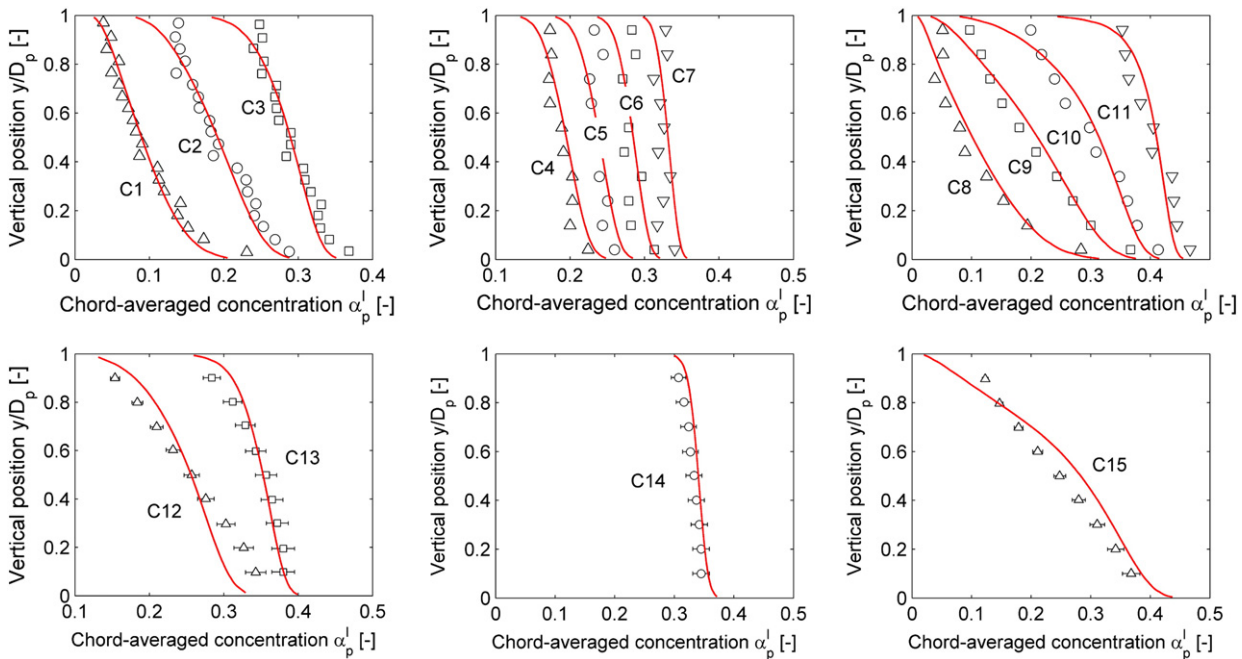 Vertical position y/D_p [-]
1
0.8
0.6
0.4
0.2
0
C1
C2
C3
0
0.1
0.2
0.3
0.4
Chord-averaged concentration α_p^l [-]
Vertical position y/D_p [-]
1
0.8
0.6
0.4
0.2
0
C4
C5
C6
C7
0
0.1
0.2
0.3
0.4
0.5
Chord-averaged concentration α_p^l [-]
Vertical position y/D_p [-]
1
0.8
0.6
0.4
0.2
0
C8
C9
C10
C11
0
0.1
0.2
0.3
0.4
0.5
Chord-averaged concentration α_p^l [-]
Vertical position y/D_p [-]
1
0.8
0.6
0.4
0.2
0
C12
C13
0.1
0.2
0.3
0.4
0.5
Chord-averaged concentration α_p^l [-]
Vertical position y/D_p [-]
1
0.8
0.6
0.4
0.2
0
C14
0
0.1
0.2
0.3
0.4
0.5
Chord-averaged concentration α_p^l [-]
Vertical position y/D_p [-]
1
0.8
0.6
0.4
0.2
0
C15
0
0.1
0.2
0.3
0.4
0.5
Chord-averaged concentration α_p^l [-]